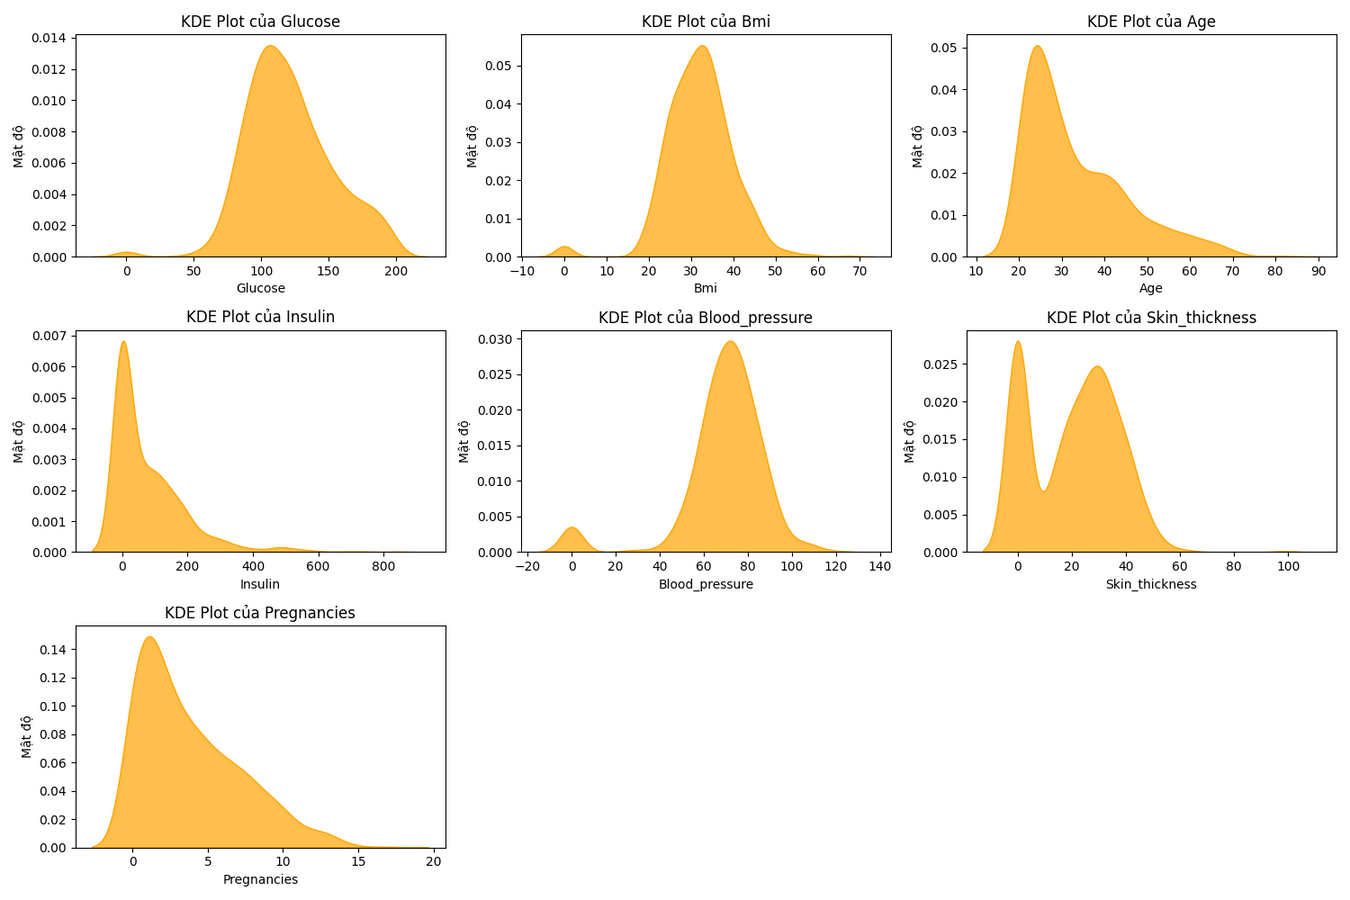 KDE Plot của Glucose
0.014
0.012
0.010
0.008
0.006
0.004
0.002
0.000
Mật độ
0 50 100 150 200
Glucose
KDE Plot của Bmi
0.05
0.04
0.03
0.02
0.01
0.00
Mật độ
−10 0 10 20 30 40 50 60 70
Bmi
KDE Plot của Age
0.05
0.04
0.03
0.02
0.01
0.00
Mật độ
10 20 30 40 50 60 70 80 90
Age
KDE Plot của Insulin
0.007
0.006
0.005
0.004
0.003
0.002
0.001
0.000
Mật độ
0 200 400 600 800
Insulin
KDE Plot của Blood_pressure
0.030
0.025
0.020
0.015
0.010
0.005
0.000
Mật độ
−20 0 20 40 60 80 100 120 140
Blood_pressure
KDE Plot của Skin_thickness
0.025
0.020
0.015
0.010
0.005
0.000
Mật độ
0 20 40 60 80 100
Skin_thickness
KDE Plot của Pregnancies
0.14
0.12
0.10
0.08
0.06
0.04
0.02
0.00
Mật độ
0 5 10 15 20
Pregnancies